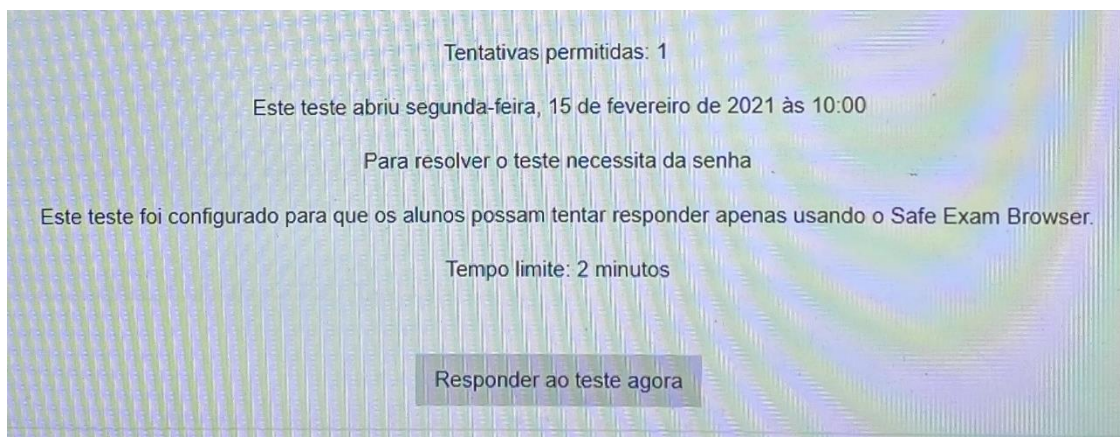 Tentativas permitidas: 1
Este teste abriu segunda-feira, 15 de fevereiro de 2021 às 10:00
Para resolver o teste necessita da senha
Este teste foi configurado para que os alunos possam tentar responder apenas usando o Safe Exam Browser.
Tempo limite: 2 minutos
Responder ao teste agora